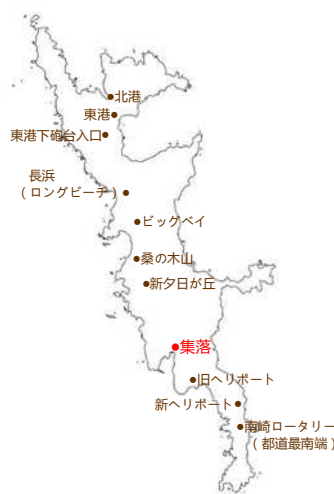 北港
東港
東港下砲台入口
長浜
（ロングビーチ）
ビッグベイ
桑の木山
新夕日が丘
集落
旧ヘリポート
新ヘリポート
南崎ロータリー
（都道最南端）